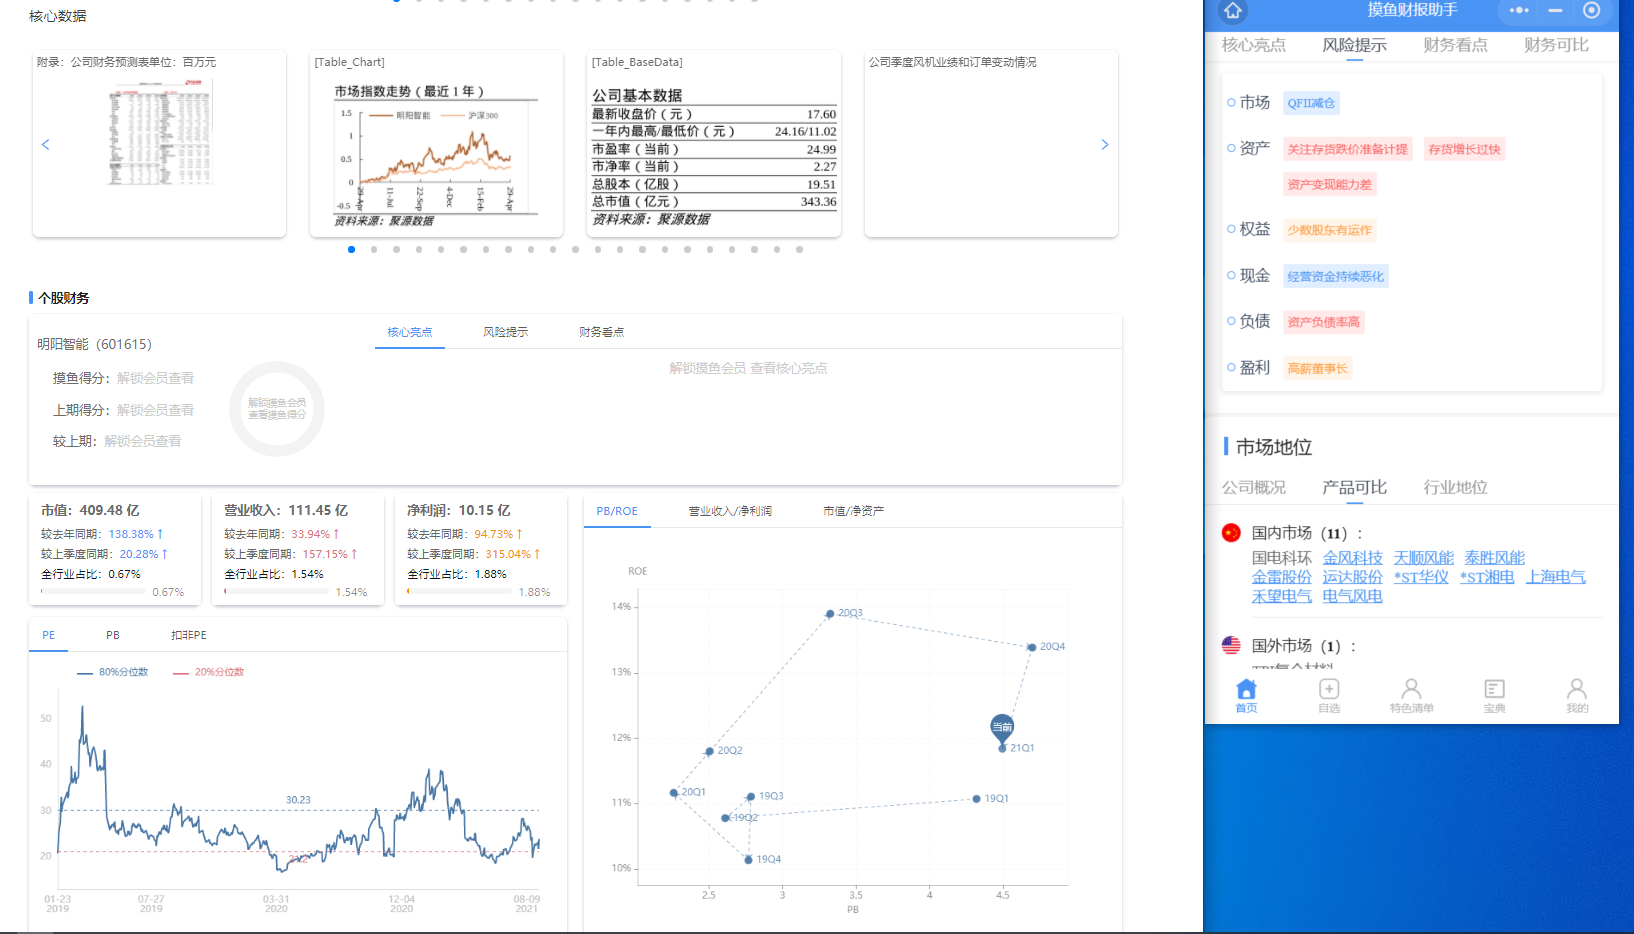 核心数据
附录：公司财务预测表单位：百万元
[Table_Chart]
市场指数走势（最近 1 年）
1.5
1
0.5
0
-0.5
明阳智能
沪深300
29-Apr
11-Jul
22-Sep
4-Dec
15-Feb
29-Apr
资料来源：聚源数据
[Table_BaseData]
公司基本数据
最新收盘价（元） 17.60
一年内最高/最低价（元） 24.16/11.02
市盈率（当前） 24.99
市净率（当前） 2.27
总股本（亿股） 19.51
总市值（亿元） 343.36
资料来源：聚源数据
公司季度风机业绩和订单变动情况
个股财务
明阳智能（601615）
摸鱼得分：解锁会员查看
上期得分：解锁会员查看
较上期：解锁会员查看
解锁摸鱼会员
查看摸鱼得分
核心亮点 风险提示 财务看点
解锁摸鱼会员 查看核心亮点
市值：409.48 亿
较去年同期：138.38%↑
较上季度同期：20.28%↑
全行业占比：0.67%
0.67%
营业收入：111.45 亿
较去年同期：33.94%↑
较上季度同期：157.15%↑
全行业占比：1.54%
1.54%
净利润：10.15 亿
较去年同期：94.73%↑
较上季度同期：315.04%↑
全行业占比：1.88%
1.88%
PE PB 扣非PE
80%分位数 20%分位数
50
40
30
20
30.23
21.2
01-23 2019
07-27 2019
03-31 2020
12-04 2020
08-09 2021
PB/ROE 营业收入/净利润 市值/净资产
ROE
14%
13%
12%
11%
10%
20Q3
20Q4
当前
21Q1
20Q2
20Q1
19Q3
19Q1
19Q2
19Q4
2.5 3 3.5 4 4.5
PB
摸鱼财报助手
核心亮点 风险提示 财务看点 财务可比
市场 QFII减仓
资产 关注存货跌价准备计提 存货增长过快
资产变现能力差
权益 少数股东有运作
现金 经营资金持续恶化
负债 资产负债率高
盈利 高薪董事长
市场地位
公司概况 产品可比 行业地位
国内市场（11）：
国电科环 金风科技 天顺风能 泰胜风能
金雷股份 运达股份 *ST华仪 *ST湘电 上海电气
禾望电气 电气风电
国外市场（1）：
TPI复合材料
首页 自选 特色清单 宝典 我的